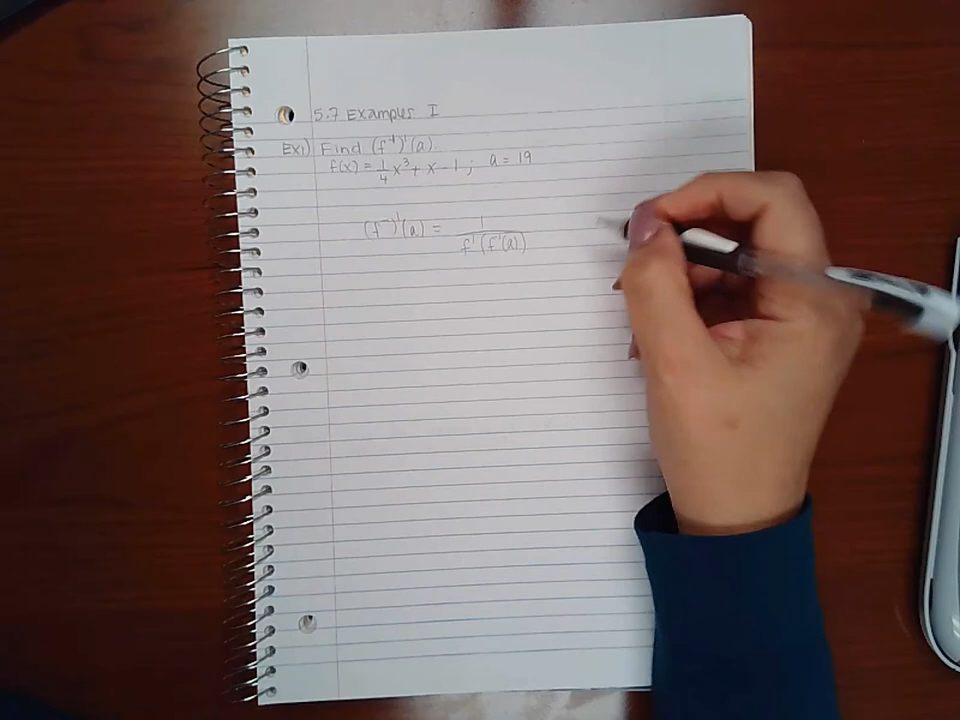 5.7 Examples I
EX1) Find (f⁻¹)'(a).
f(x) = 1/4 x³ + x - 1 ; a = 19
(f⁻¹)'(a) = 1/f'(f⁻¹(a))